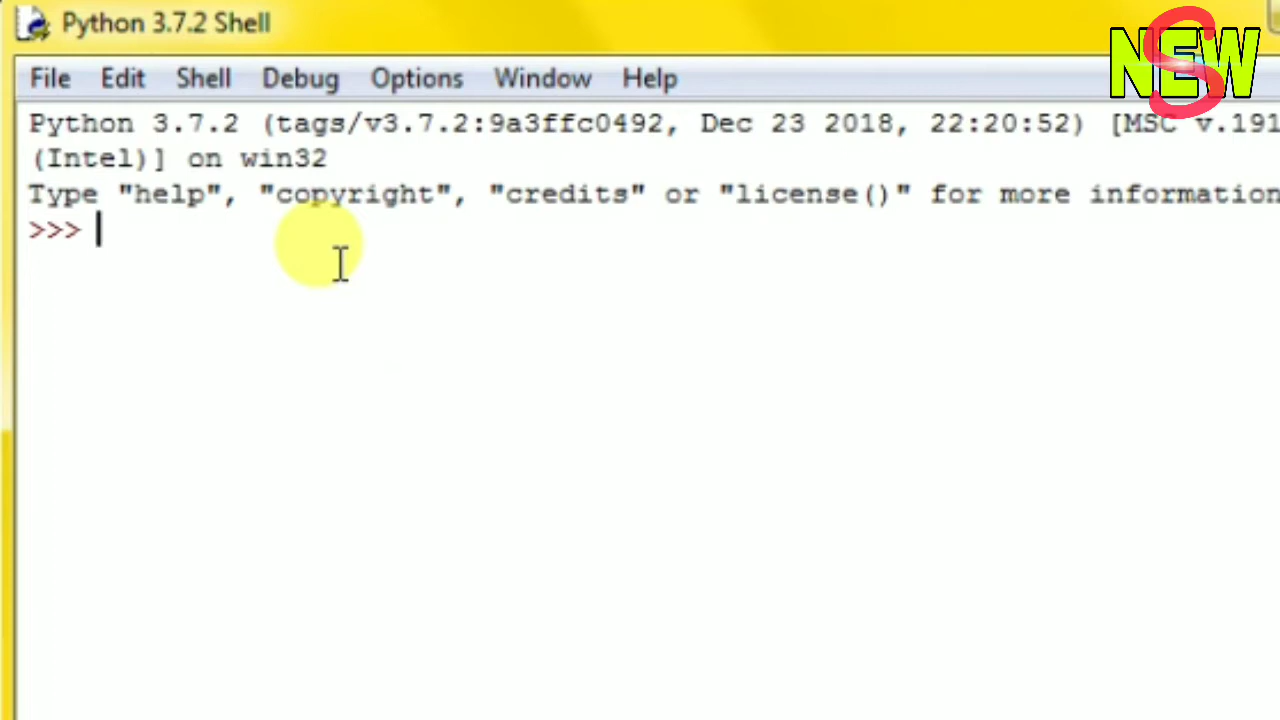 Python 3.7.2 Shell
NEW
S
File Edit Shell Debug Options Window Help
Python 3.7.2 (tags/v3.7.2:9a3ffc0492, Dec 23 2018, 22:20:52) [MSC v.191
(Intel)] on win32
Type "help", "copyright", "credits" or "license()" for more information
>>>